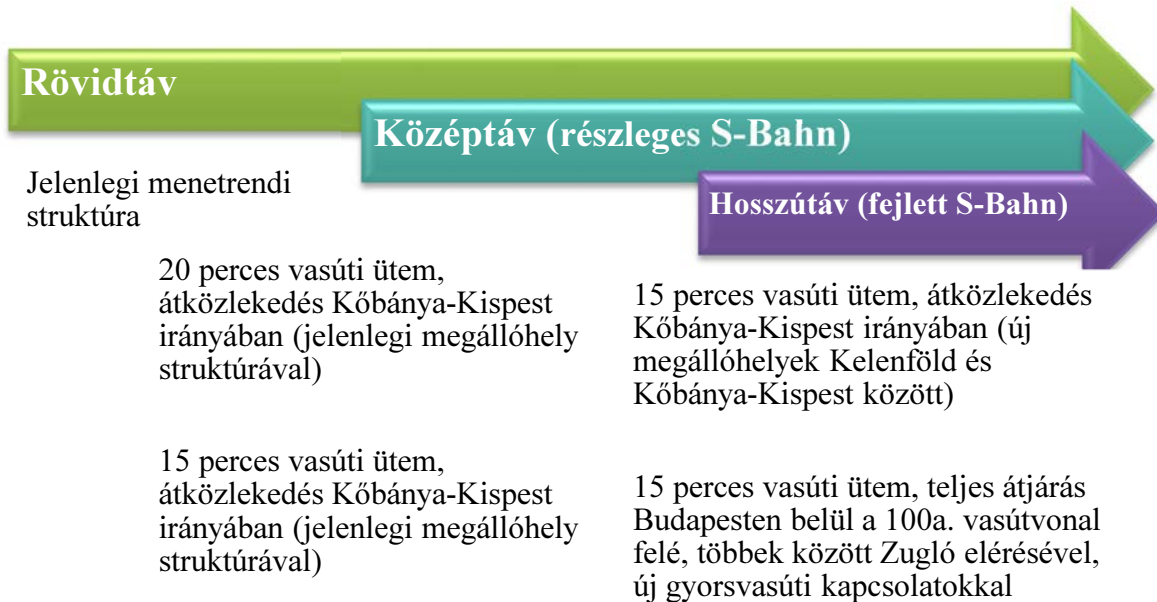 Rövidtáv
Középtáv (részleges S-Bahn)
Hosszútáv (fejlett S-Bahn)
Jelenlegi menetrendi
struktúra
20 perces vasúti ütem,
átközlekedés Kőbánya-Kispest
irányában (jelenlegi megállóhely
struktúrával)
15 perces vasúti ütem,
átközlekedés Kőbánya-Kispest
irányában (jelenlegi megállóhely
struktúrával)
15 perces vasúti ütem, átközlekedés
Kőbánya-Kispest irányában (új
megállóhelyek Kelenföld és
Kőbánya-Kispest között)
15 perces vasúti ütem, teljes átjárás
Budapesten belül a 100a. vasútvonal
felé, többek között Zugló elérésével,
új gyorsvasúti kapcsolatokkal